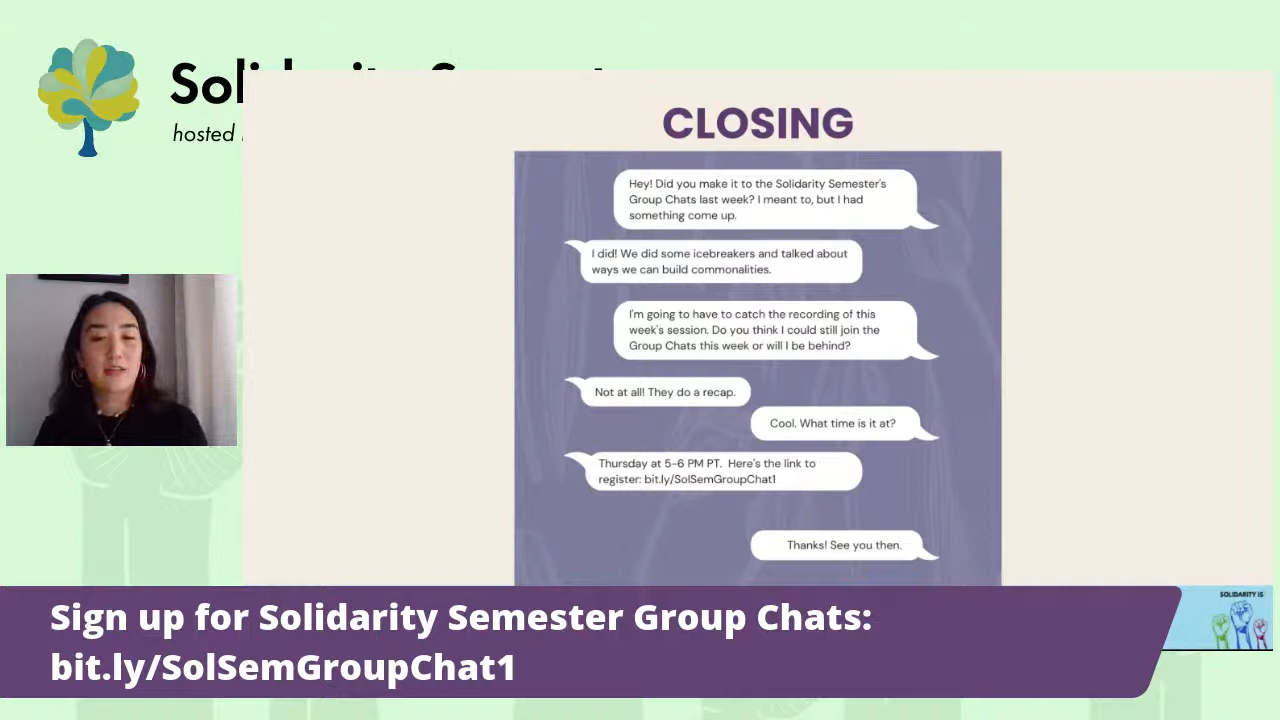 Sol
hosted
CLOSING
Hey! Did you make it to the Solidarity Semester's
Group Chats last week? I meant to, but I had
something come up.
I did! We did some icebreakers and talked about
ways we can build commonalities.
I'm going to have to catch the recording of this
week's session. Do you think I could still join the
Group Chats this week or will I be behind?
Not at all! They do a recap.
Cool. What time is it at?
Thursday at 5-6 PM PT. Here's the link to
register: bit.ly/SolSemGroupChat1
Thanks! See you then.
Sign up for Solidarity Semester Group Chats:
bit.ly/SolSemGroupChat1
SOLIDARITY IS